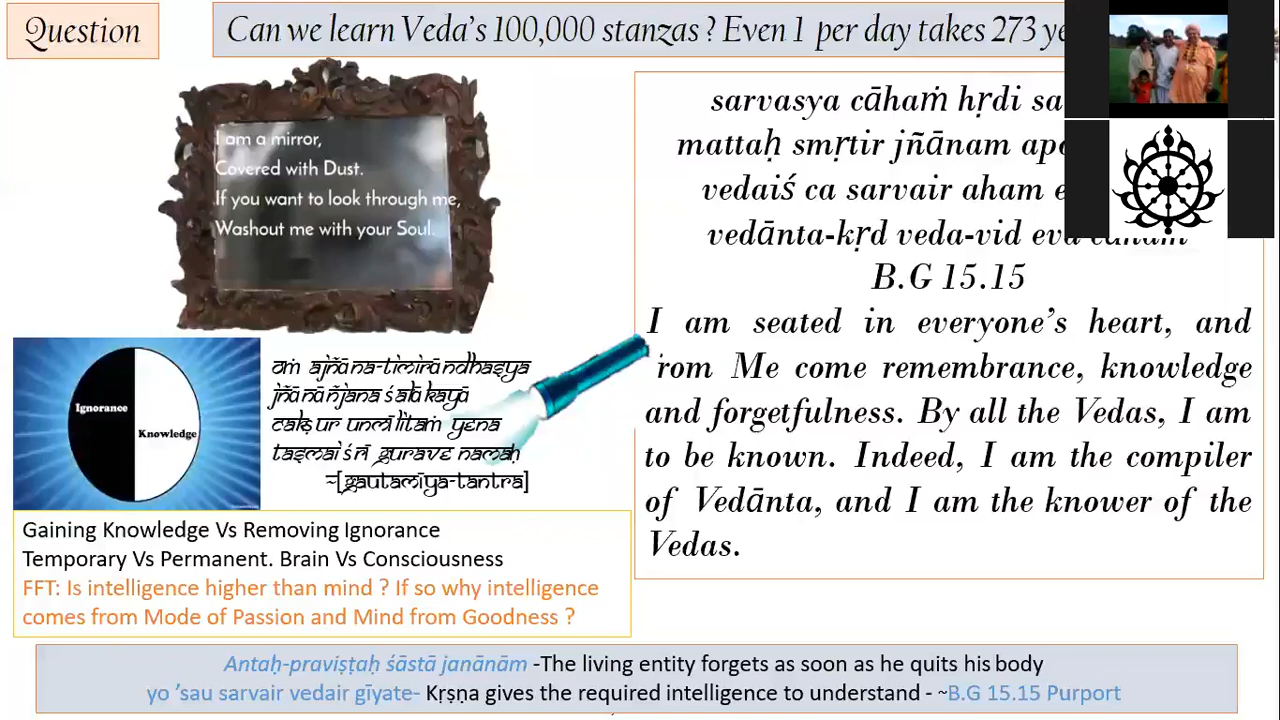 Question
Can we learn Veda's 100,000 stanzas ? Even 1 per day takes 273
I am a mirror,
Covered with Dust.
If you want to look through me,
Washout me with your Soul.
sarvasya cāhaṁ hṛdi
mattaḥ smṛtir jñānam
vedaiś ca sarvair aham
vedānta-kṛd veda-vid eva
B.G 15.15
I am seated in everyone's heart, and
Me come remembrance, knowledge
and forgetfulness. By all the Vedas, I am
to be known. Indeed, I am the compiler
of Vedānta, and I am the knower of the
Vedas.
Ignorance
Knowledge
oṁ ajñāna-timirāndhasya
jñānāñjana śalākayā
cakṣur unmīlitaṁ yena
tasmai śrī gurave namaḥ
~[gautamīya-tantra]
Gaining Knowledge Vs Removing Ignorance
Temporary Vs Permanent. Brain Vs Consciousness
FFT: Is intelligence higher than mind ? If so why intelligence
comes from Mode of Passion and Mind from Goodness ?
Antaḥ-praviṣṭaḥ śāstā janānām -The living entity forgets as soon as he quits his body
yo 'sau sarvair vedair gīyate- Kṛṣṇa gives the required intelligence to understand - ~B.G 15.15 Purport